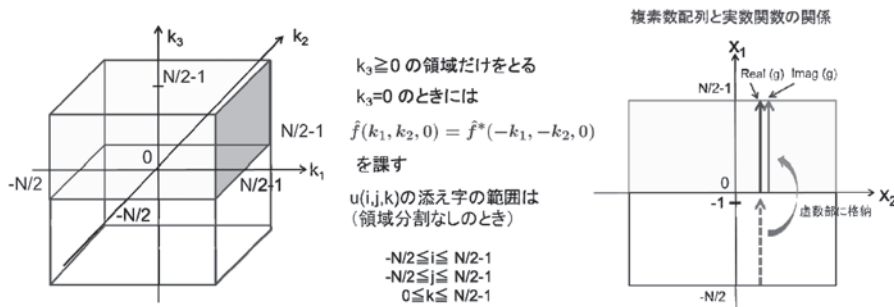 k₃
k₂
N/2-1
N/2-1
0
k₁
-N/2
N/2-1
-N/2
k₃≧0 の領域だけをとる
k₃=0 のときには
f̂(k₁, k₂, 0) = f̂*(−k₁, −k₂, 0)
を課す
u(i,j,k)の添え字の範囲は
(領域分割なしのとき)
-N/2≦i≦ N/2-1
-N/2≦j≦ N/2-1
0≦k≦ N/2-1
複素数配列と実数関数の関係
X₁
Real (g) Imag (g)
N/2-1
0
-1
X₂
虚数部に格納
-N/2